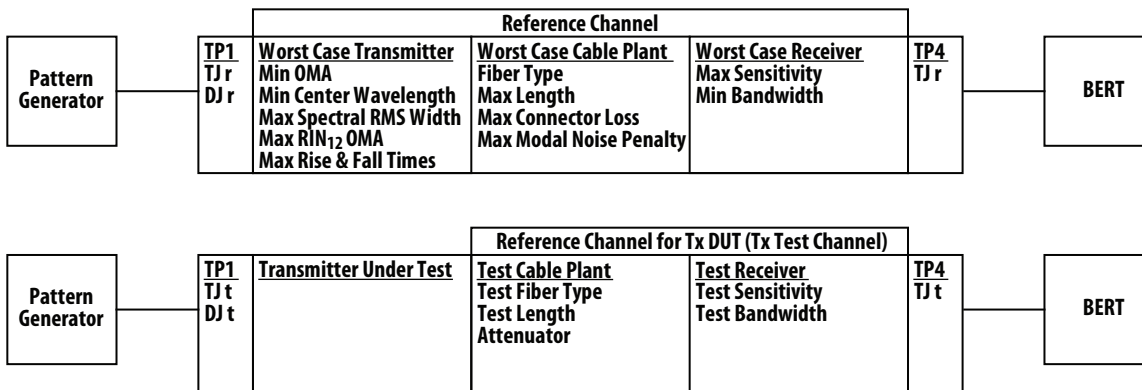 Reference Channel
Pattern
Generator
TP1
TJ r
DJ r
Worst Case Transmitter
Min OMA
Min Center Wavelength
Max Spectral RMS Width
Max RIN12 OMA
Max Rise & Fall Times
Worst Case Cable Plant
Fiber Type
Max Length
Max Connector Loss
Max Modal Noise Penalty
Worst Case Receiver
Max Sensitivity
Min Bandwidth
TP4
TJ r
BERT
Reference Channel for Tx DUT (Tx Test Channel)
Pattern
Generator
TP1
TJ t
DJ t
Transmitter Under Test
Test Cable Plant
Test Fiber Type
Test Length
Attenuator
Test Receiver
Test Sensitivity
Test Bandwidth
TP4
TJ t
BERT